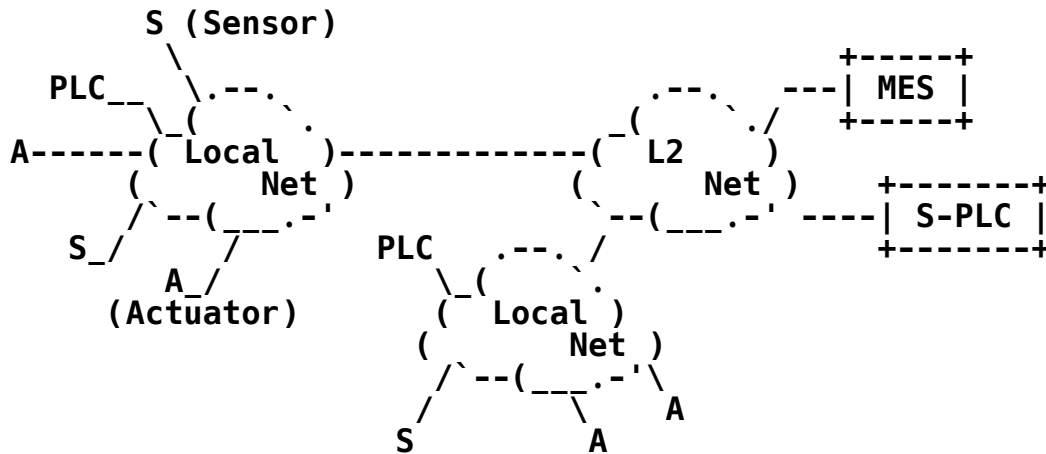 S (Sensor)
PLC MES
A Local L2
Net Net
S-PLC
S PLC
A
(Actuator) Local
Net
A
S A